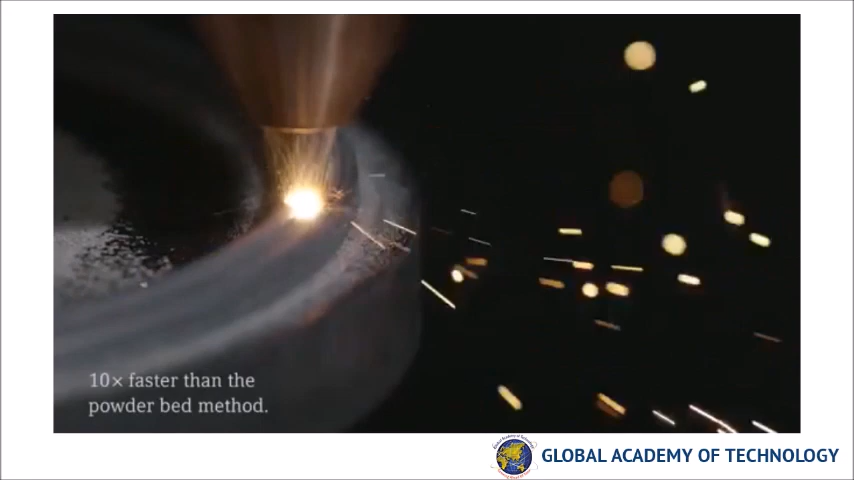 10× faster than the
powder bed method.
GLOBAL ACADEMY OF TECHNOLOGY